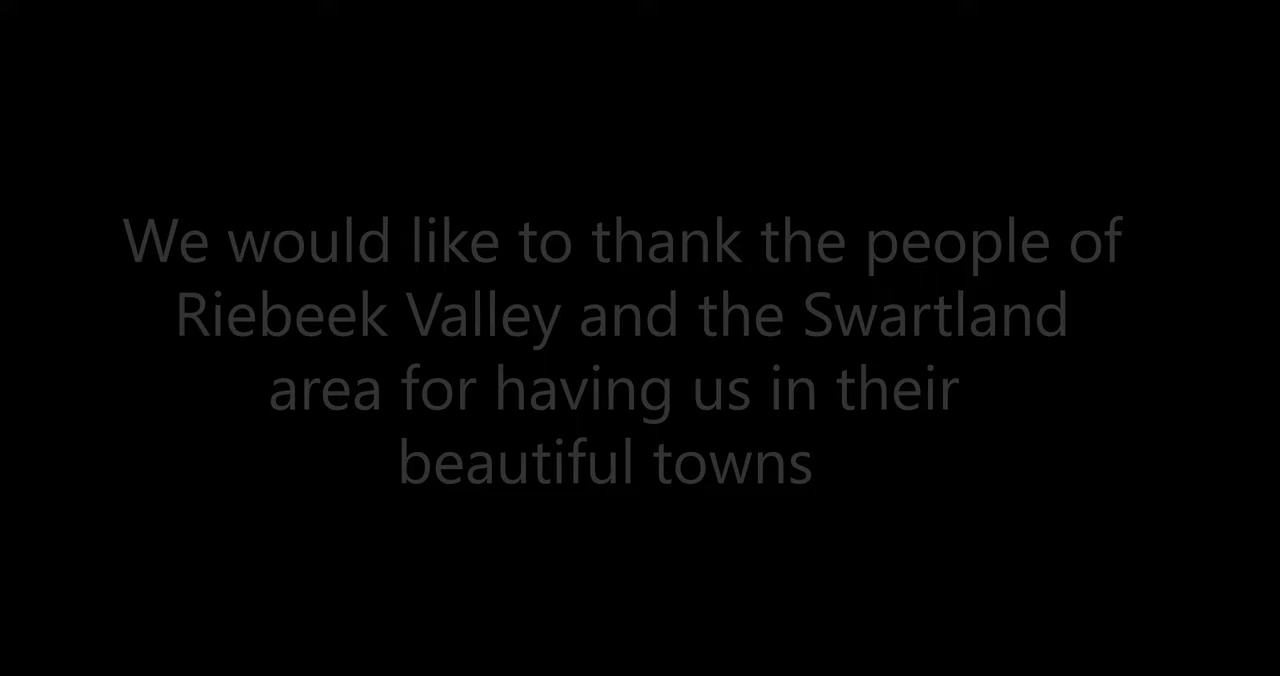 We would like to thank the people of
Riebeek Valley and the Swartland
area for having us in their
beautiful towns